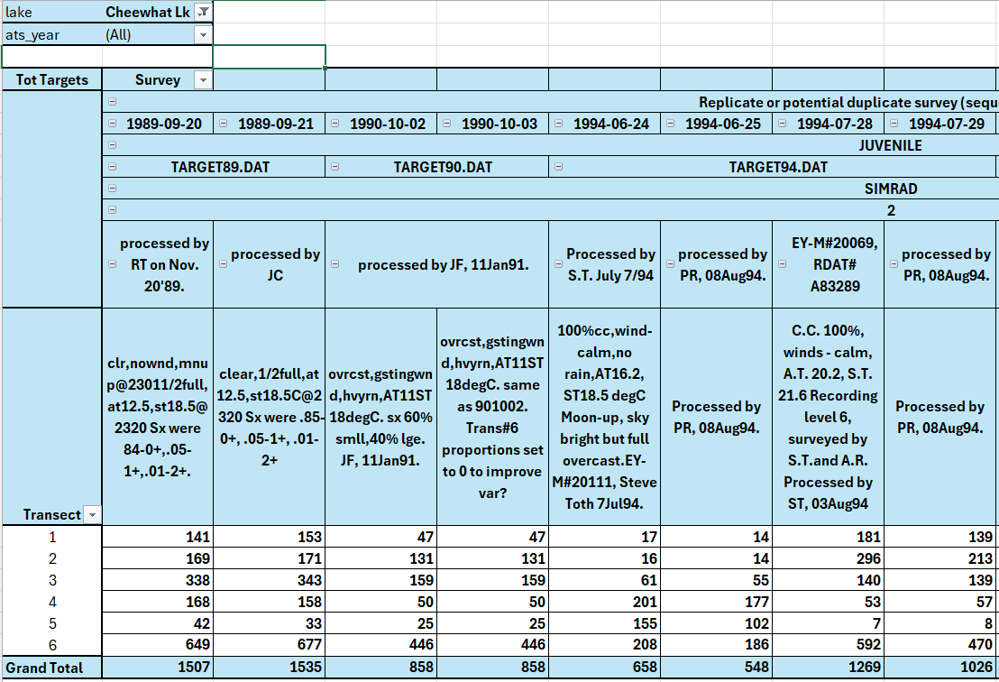 lake Cheewhat Lk
ats_year (All)
Tot Targets Survey
Replicate or potential duplicate survey (sequ
1989-09-20 1989-09-21 1990-10-02 1990-10-03 1994-06-24 1994-06-25 1994-07-28 1994-07-29
JUVENILE
TARGET89.DAT TARGET90.DAT TARGET94.DAT
SIMRAD
2
processed by
RT on Nov.
20'89.
processed by
JC
processed by JF, 11Jan91.
Processed by
S.T. July 7/94
processed by
PR, 08Aug94.
EY-M#20069,
RDAT#
A83289
processed by
PR, 08Aug94.
Transect
clr,nownd,mnu
p@23011/2full,
at12.5,st18.5@
2320 Sx were
84-0+,.05-
1+,.01-2+.
clear,1/2full,at
12.5,st18.5C@2
320 Sx were .85-
0+, .05-1+, .01-
2+
ovrcst,gstingwn
d,hvyrn,AT11ST
18degC. sx 60%
smll,40% lge.
JF, 11Jan91.
ovrcst,gstingwn
d,hvyrn,AT11ST
18degC. same
as 901002.
Trans#6
proportions set
to 0 to improve
var?
100%cc,wind-
calm,no
rain,AT16.2,
ST18.5 degC
Moon-up, sky
bright but full
overcast.EY-
M#20111, Steve
Toth 7Jul94.
Processed by
PR, 08Aug94.
C.C. 100%,
winds - calm,
A.T. 20.2, S.T.
21.6 Recording
level 6,
surveyed by
S.T.and A.R.
Processed by
ST, 03Aug94
Processed by
PR, 08Aug94.
1 141 153 47 47 17 14 181 139
2 169 171 131 131 16 14 296 213
3 338 343 159 159 61 55 140 139
4 168 158 50 50 201 177 53 57
5 42 33 25 25 155 102 7 8
6 649 677 446 446 208 186 592 470
Grand Total 1507 1535 858 858 658 548 1269 1026